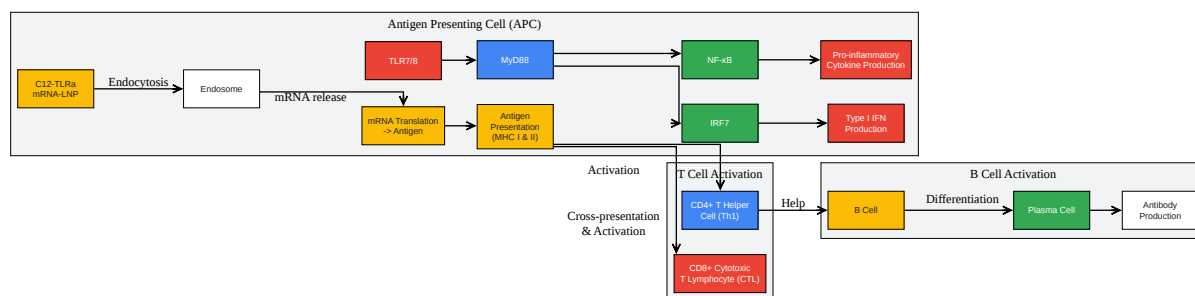 Antigen Presenting Cell (APC)
C12-TLRa
mRNA-LNP
Endocytosis
Endosome
mRNA release
TLR7/8
MyD88
NF-κB
Pro-inflammatory
Cytokine Production
mRNA Translation
-> Antigen
Antigen
Presentation
(MHC I & II)
IRF7
Type I IFN
Production
Activation
Cross-presentation
& Activation
T Cell Activation
CD4+ T Helper
Cell (Th1)
CD8+ Cytotoxic
T Lymphocyte (CTL)
Help
B Cell Activation
B Cell
Differentiation
Plasma Cell
Antibody
Production